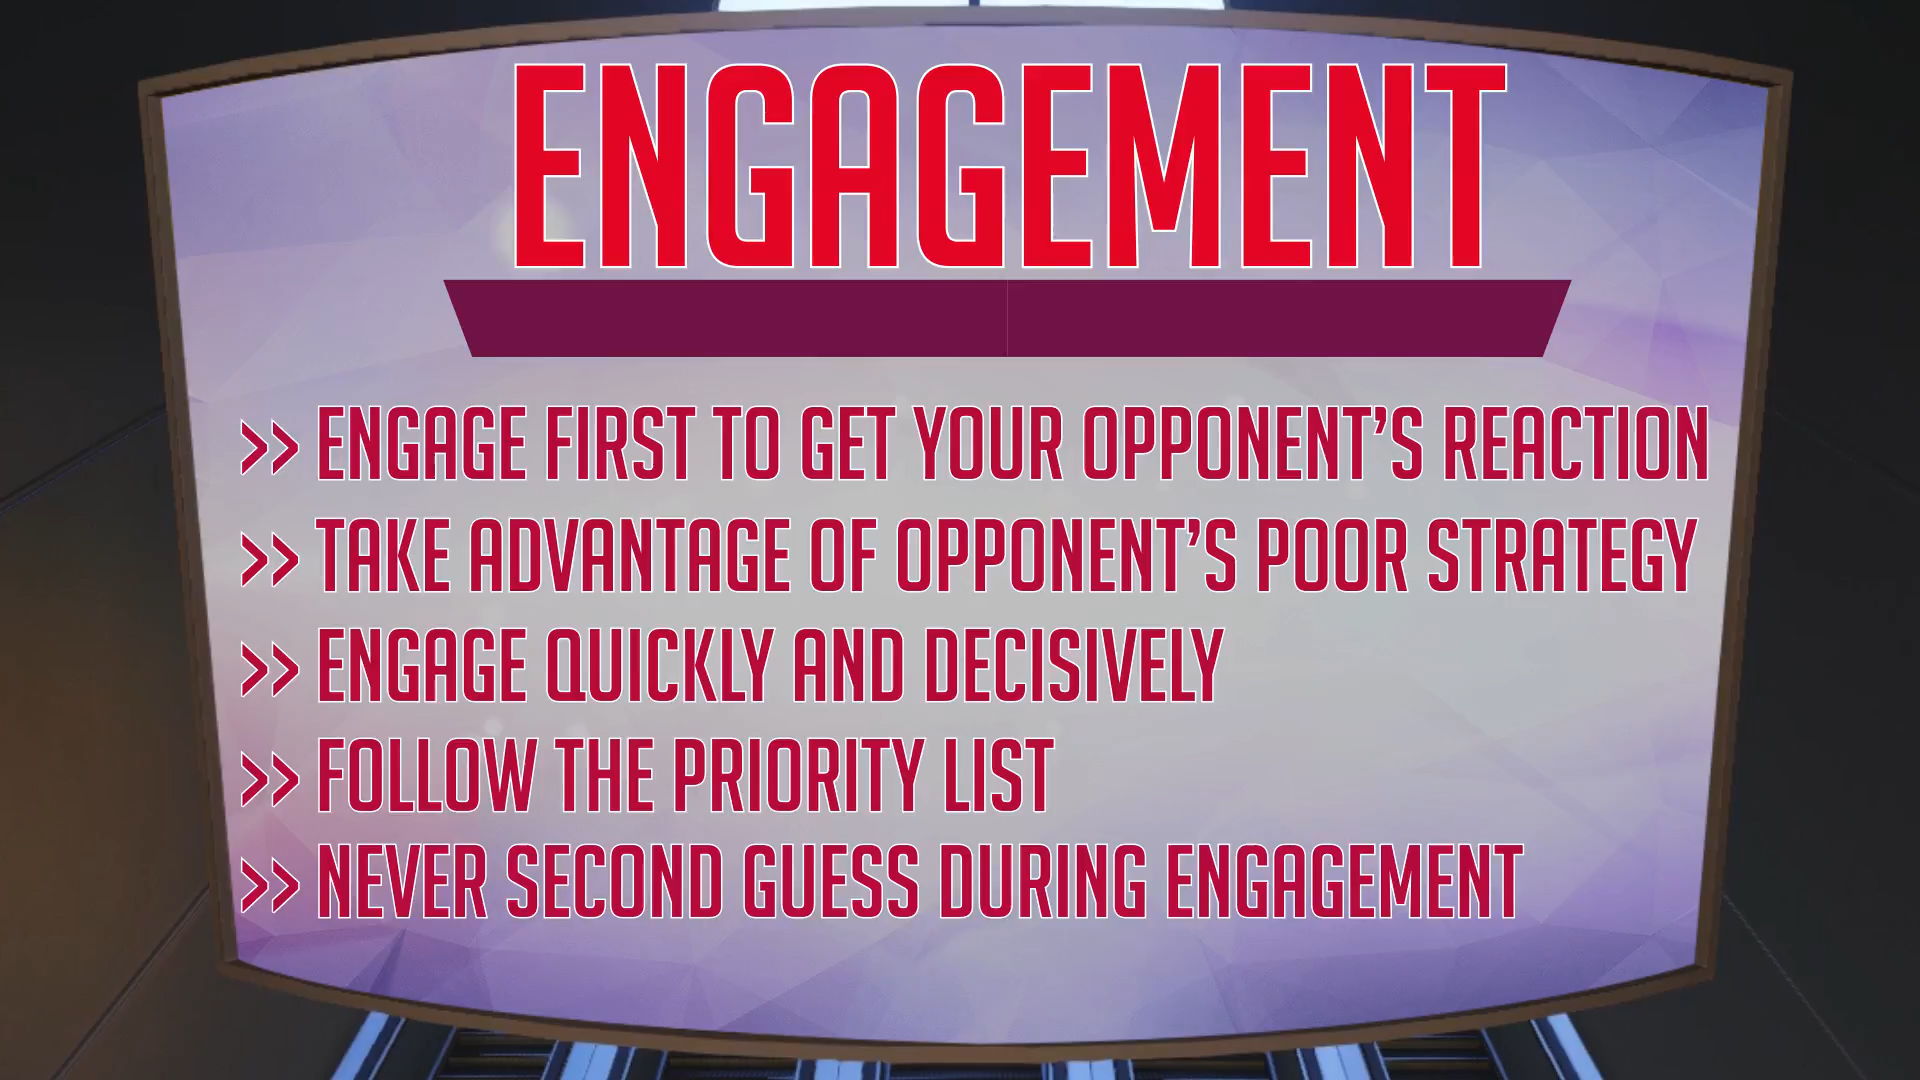 ENGAGEMENT
>> ENGAGE FIRST TO GET YOUR OPPONENT’S REACTION
>> TAKE ADVANTAGE OF OPPONENT’S POOR STRATEGY
>> ENGAGE QUICKLY AND DECISIVELY
>> FOLLOW THE PRIORITY LIST
>> NEVER SECOND GUESS DURING ENGAGEMENT